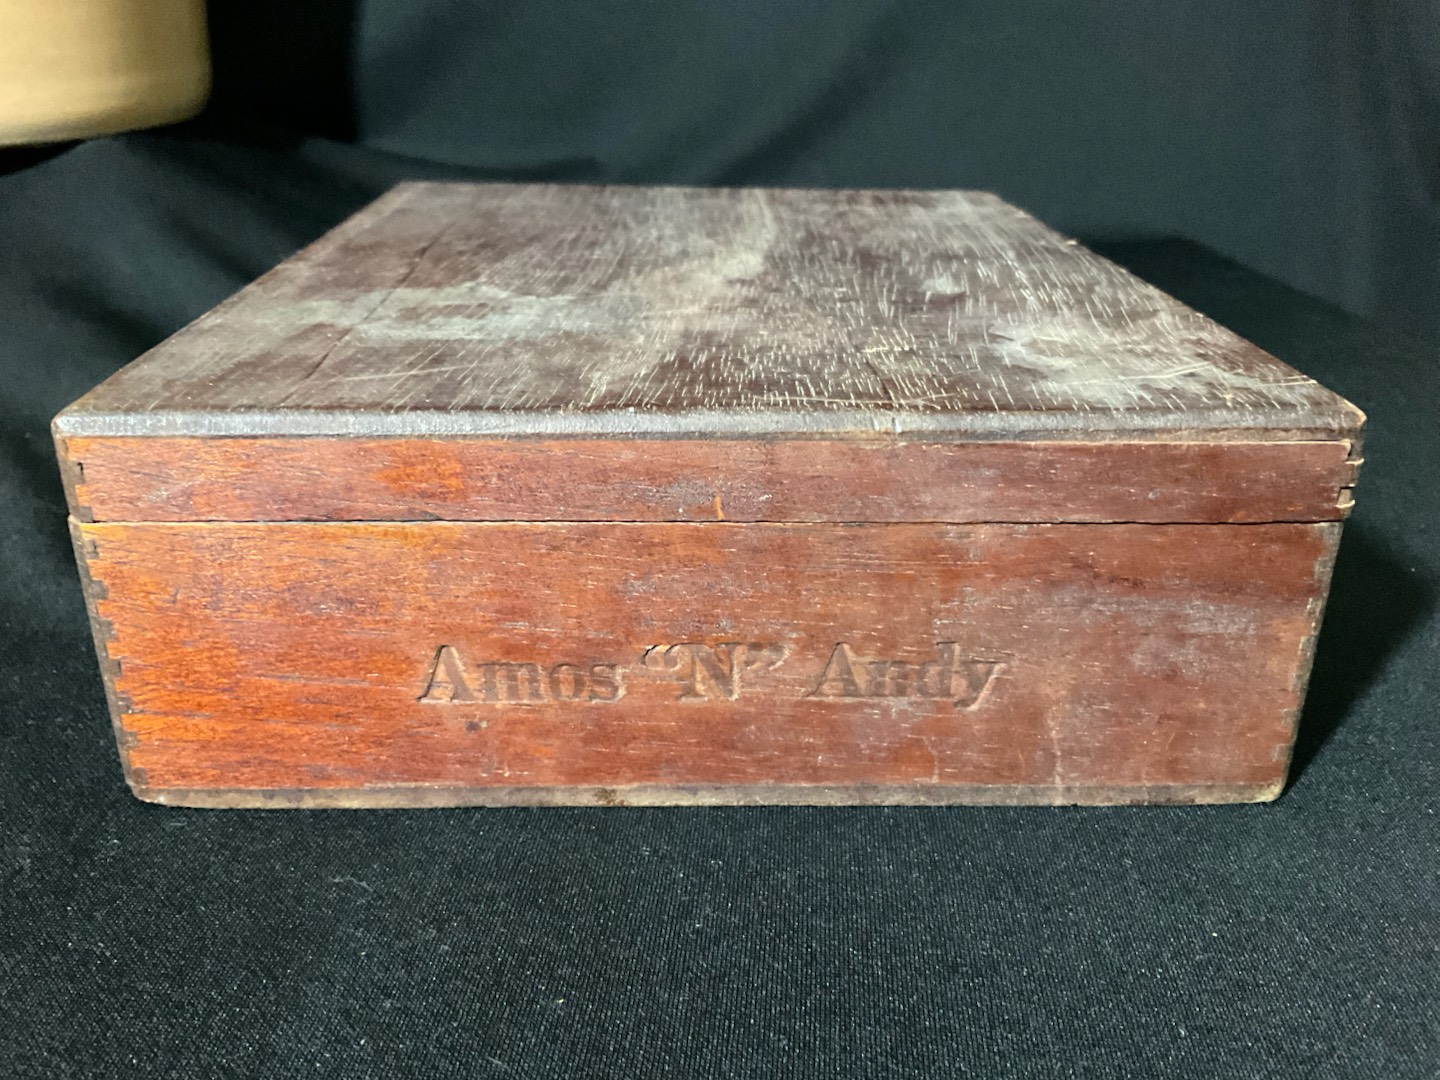 Amos “N” Andy